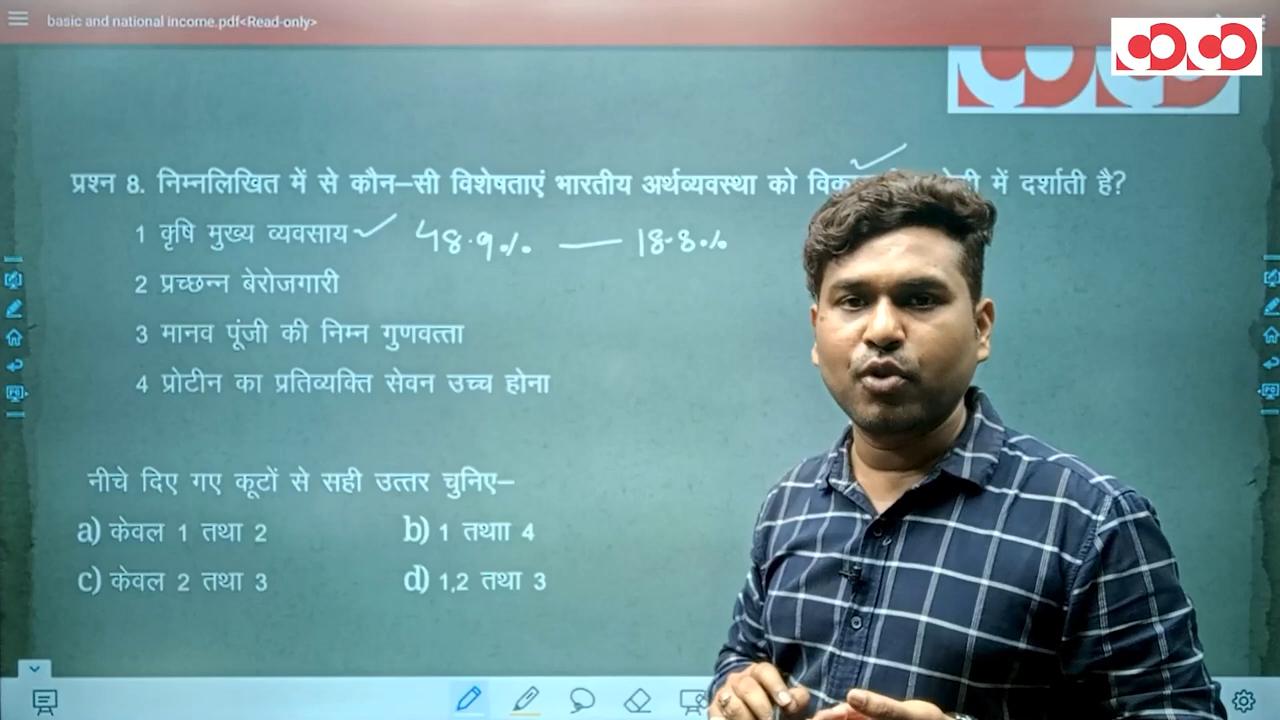 basic and national income.pdf<Read-only>
प्रश्न 8. निम्नलिखित में से कौन–सी विशेषताएं भारतीय अर्थव्यवस्था को में दर्शाती है?
1 कृषि मुख्य व्यवसाय 48.9% — 18.8%
2 प्रच्छन्न बेरोजगारी
3 मानव पूंजी की निम्न गुणवत्ता
4 प्रोटीन का प्रतिव्यक्ति सेवन उच्च होना
नीचे दिए गए कूटों से सही उत्तर चुनिए–
a) केवल 1 तथा 2 b) 1 तथाा 4
c) केवल 2 तथा 3 d) 1,2 तथा 3